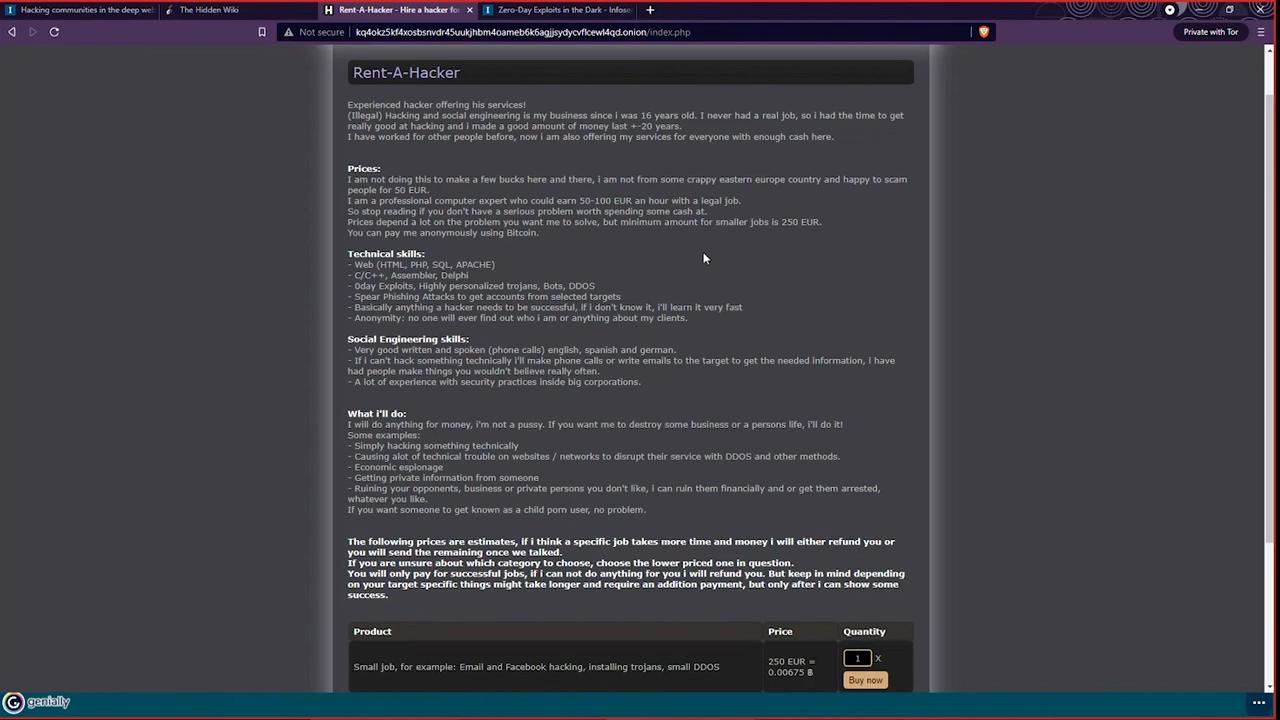 Hacking communities in the deep web
The Hidden Wiki
Rent-A-Hacker - Hire a hacker for
Zero-Day Exploits in the Dark - Infosec
Not secure
kq4okz5kf4xosbsnvdr45uukjhbm4oameb6k6agjjsydycvflcewl4qd.onion/index.php
Private with Tor
Rent-A-Hacker
Experienced hacker offering his services!
(Illegal) Hacking and social engineering is my business since i was 16 years old. I never had a real job, so i had the time to get
really good at hacking and i made a good amount of money last +-20 years.
I have worked for other people before, now i am also offering my services for everyone with enough cash here.
Prices:
I am not doing this to make a few bucks here and there, i am not from some crappy eastern europe country and happy to scam
people for 50 EUR.
I am a professional computer expert who could earn 50-100 EUR an hour with a legal job.
So stop reading if you don't have a serious problem worth spending some cash at.
Prices depend a lot on the problem you want me to solve, but minimum amount for smaller jobs is 250 EUR.
You can pay me anonymously using Bitcoin.
Technical skills:
- Web (HTML, PHP, SQL, APACHE)
- C/C++, Assembler, Delphi
- 0day Exploits, Highly personalized trojans, Bots, DDOS
- Spear Phishing Attacks to get accounts from selected targets
- Basically anything a hacker needs to be successful, if i don't know it, i'll learn it very fast
- Anonymity: no one will ever find out who i am or anything about my clients.
Social Engineering skills:
- Very good written and spoken (phone calls) english, spanish and german.
- If i can't hack something technically i'll make phone calls or write emails to the target to get the needed information, i have
had people make things you wouldn't believe really often.
- A lot of experience with security practices inside big corporations.
What i'll do:
I will do anything for money, i'm not a pussy. If you want me to destroy some business or a persons life, i'll do it!
Some examples:
- Simply hacking something technically
- Causing alot of technical trouble on websites / networks to disrupt their service with DDOS and other methods.
- Economic espionage
- Getting private information from someone
- Ruining your opponents, business or private persons you don't like, i can ruin them financially and or get them arrested,
whatever you like.
If you want someone to get known as a child porn user, no problem.
The following prices are estimates, if i think a specific job takes more time and money i will either refund you or
you will send the remaining once we talked.
If you are unsure about which category to choose, choose the lower priced one in question.
You will only pay for successful jobs, if i can not do anything for you i will refund you. But keep in mind depending
on your target specific things might take longer and require an addition payment, but only after i can show some
success.
Product Price Quantity
Small job, for example: Email and Facebook hacking, installing trojans, small DDOS
250 EUR =
0.00675 ฿
1 X
Buy now
genially